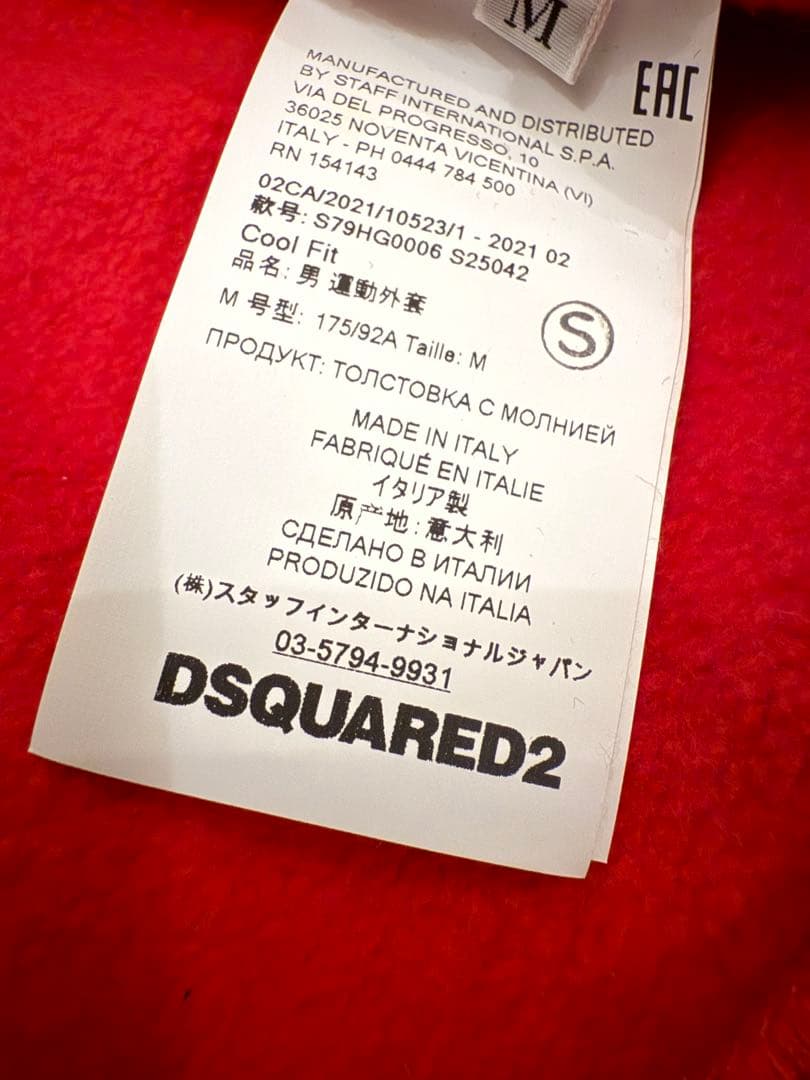 M
EAC
MANUFACTURED AND DISTRIBUTED
BY STAFF INTERNATIONAL S.P.A.
VIA DEL PROGRESSO, 10
36025 NOVENTA VICENTINA (VI)
ITALY - PH 0444 784 500
RN 154143
02CA/2021/10523/1 - 2021 02
款号: S79HG0006 S25042
Cool Fit
品名: 男 運動外套
M 号型: 175/92A Taille: M
S
ПРОДУКТ: ТОЛСТОВКА С МОЛНИЕЙ
MADE IN ITALY
FABRIQUÉ EN ITALIE
イタリア製
原产地: 意大利
СДЕЛАНО В ИТАЛИИ
PRODUZIDO NA ITALIA
(株)スタッフインターナショナルジャパン
03-5794-9931
DSQUARED2